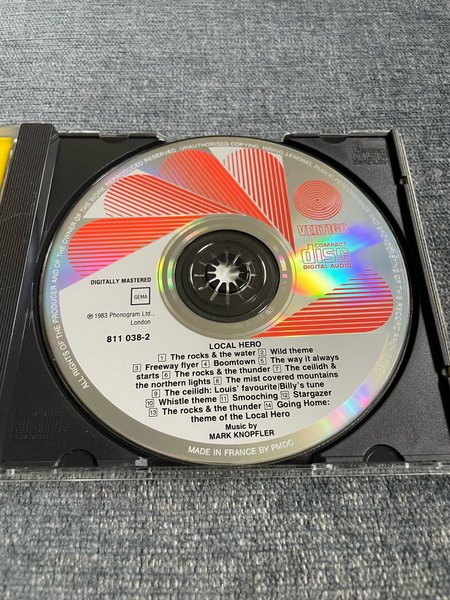 ALL RIGHTS OF THE PRODUCER AND OF THE OWNER OF THE WORK REPRODUCED RESERVED. UNAUTHORISED COPYING, HIRING, LENDING, PUBLIC PERFORMANCE AND
VERTIGO
COMPACT
disc
DIGITAL AUDIO
DIGITALLY MASTERED
GEMA
℗ 1983 Phonogram Ltd.,
London
811 038-2
LOCAL HERO
1 The rocks & the water 2 Wild theme
3 Freeway flyer 4 Boomtown 5 The way it always
starts 6 The rocks & the thunder 7 The ceilidh &
the northern lights 8 The mist covered mountains
9 The ceilidh: Louis' favourite/Billy's tune
10 Whistle theme 11 Smooching 12 Stargazer
13 The rocks & the thunder 14 Going Home:
theme of the Local Hero
Music by
MARK KNOPFLER
MADE IN FRANCE BY PMDC